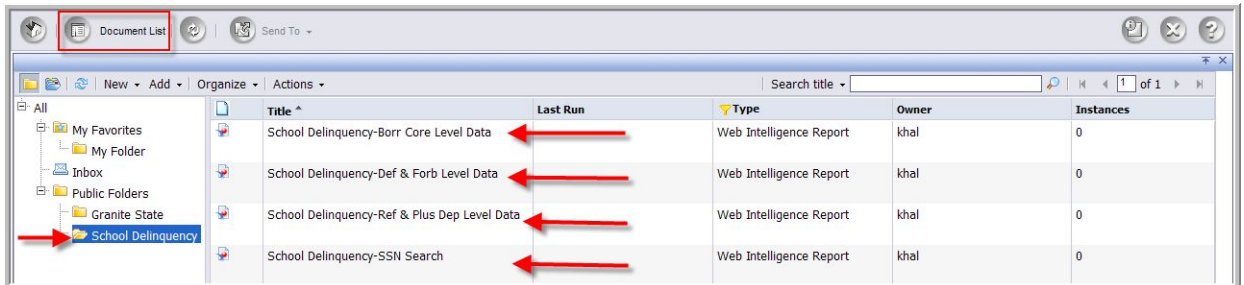 Document List Send To
New Add Organize Actions Search title 1 of 1
All
My Favorites
My Folder
Inbox
Public Folders
Granite State
School Delinquency
Title Last Run Type Owner Instances
School Delinquency-Borr Core Level Data Web Intelligence Report khal 0
School Delinquency-Def & Forb Level Data Web Intelligence Report khal 0
School Delinquency-Ref & Plus Dep Level Data Web Intelligence Report khal 0
School Delinquency-SSN Search Web Intelligence Report khal 0